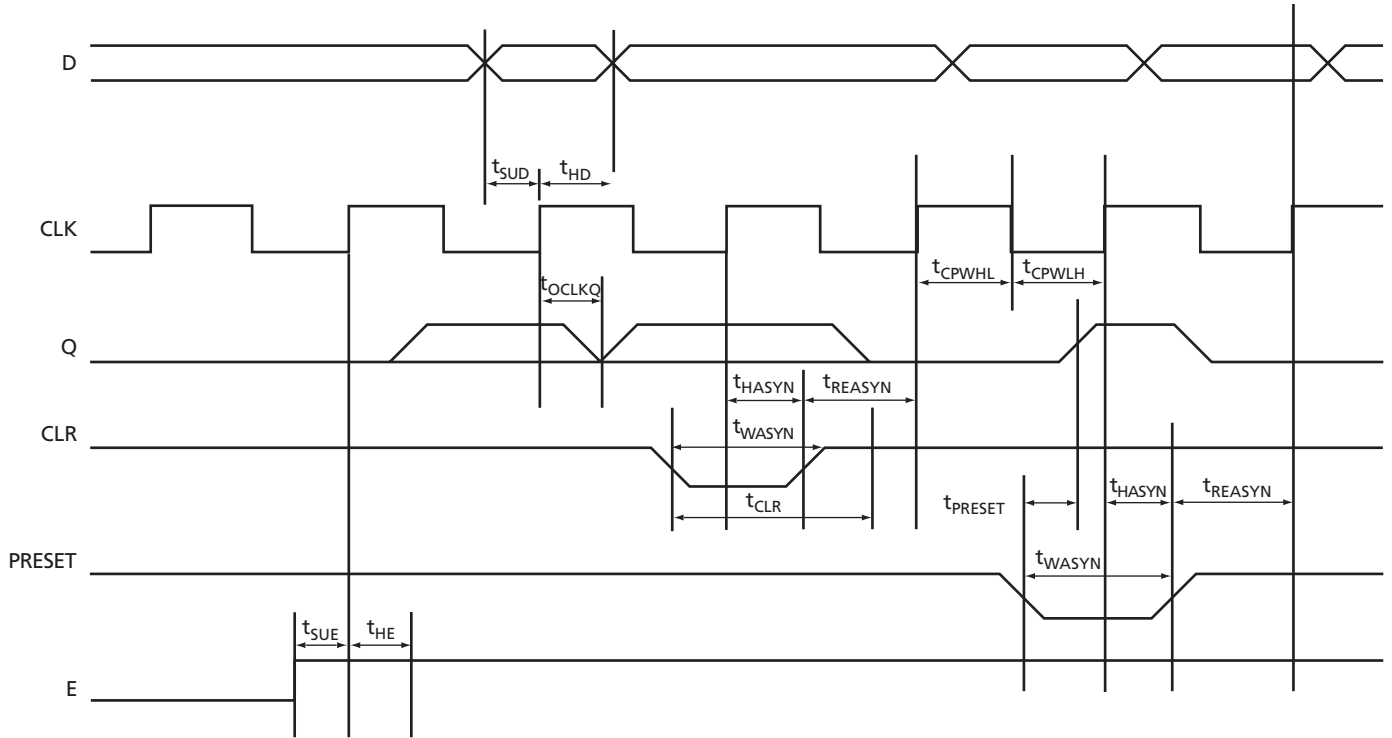 D
tSUD
tHD
CLK
tCPWHL
tCPWLH
tOCLKQ
Q
tHASYN
tREASYN
CLR
tWASYN
tCLR
tPRESET
tHASYN
tREASYN
PRESET
tWASYN
tSUE
tHE
E